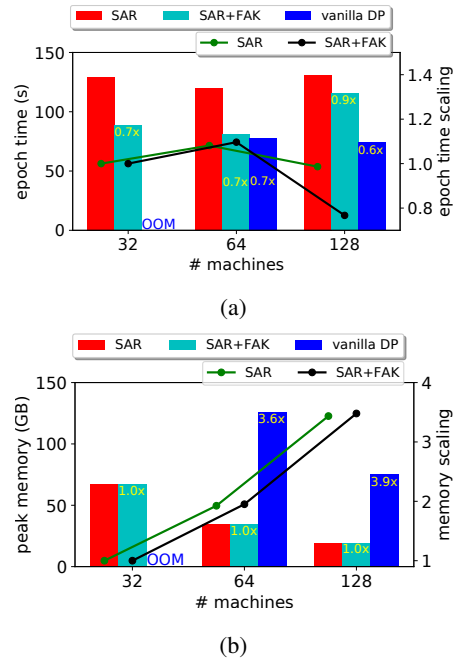 SAR SAR+FAK vanilla DP
SAR SAR+FAK
150
100
50
0
epoch time (s)
0.7x
OOM
0.7x
0.7x
0.9x
0.6x
1.4
1.2
1.0
0.8
epoch time scaling
32 64 128
# machines
(a)
SAR SAR+FAK vanilla DP
SAR SAR+FAK
150
100
50
0
peak memory (GB)
1.0x
OOM
1.0x
3.6x
1.0x
3.9x
4
3
2
1
memory scaling
32 64 128
# machines
(b)